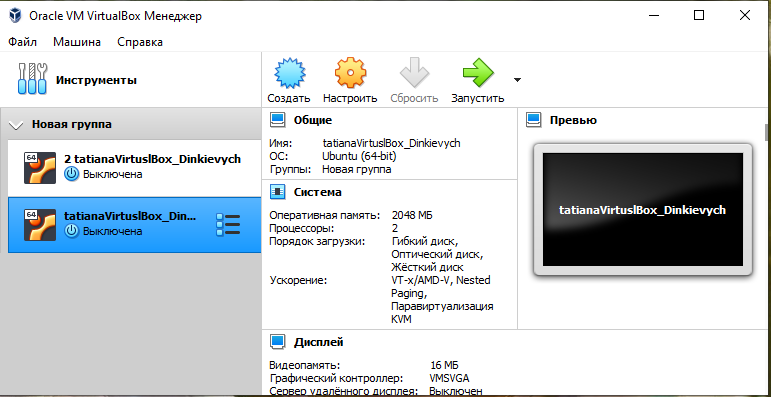 Oracle VM VirtualBox Менеджер
Файл Машина Справка
Инструменты
Создать Настроить Сбросить Запустить
Новая группа
64
2 tatianaVirtuslBox_Dinkievych
Выключена
64
tatianaVirtuslBox_Din...
Выключена
Общие
Имя: tatianaVirtuslBox_Dinkievych
ОС: Ubuntu (64-bit)
Группы: Новая группа
Система
Оперативная память: 2048 МБ
Процессоры: 2
Порядок загрузки: Гибкий диск,
Оптический диск,
Жёсткий диск
Ускорение: VT-x/AMD-V, Nested
Paging,
Паравиртуализация
KVM
Превью
tatianaVirtuslBox_Dinkievych
Дисплей
Видеопамять: 16 МБ
Графический контроллер: VMSVGA
Сервер удалённого дисплея: Выключен